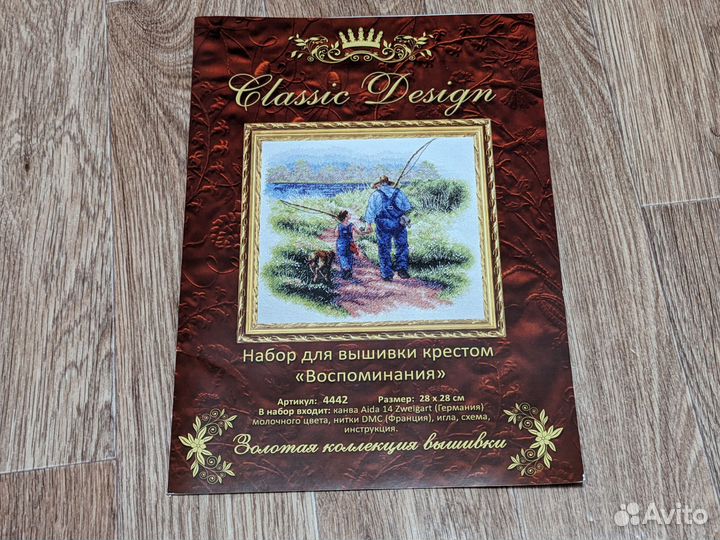 Classic Design
Набор для вышивки крестом
«Воспоминания»
Артикул: 4442 Размер: 28 х 28 см
В набор входит: канва Aida 14 Zweigart (Германия)
молочного цвета, нитки DMC (Франция), игла, схема,
инструкция.
Золотая коллекция вышивки
Avito